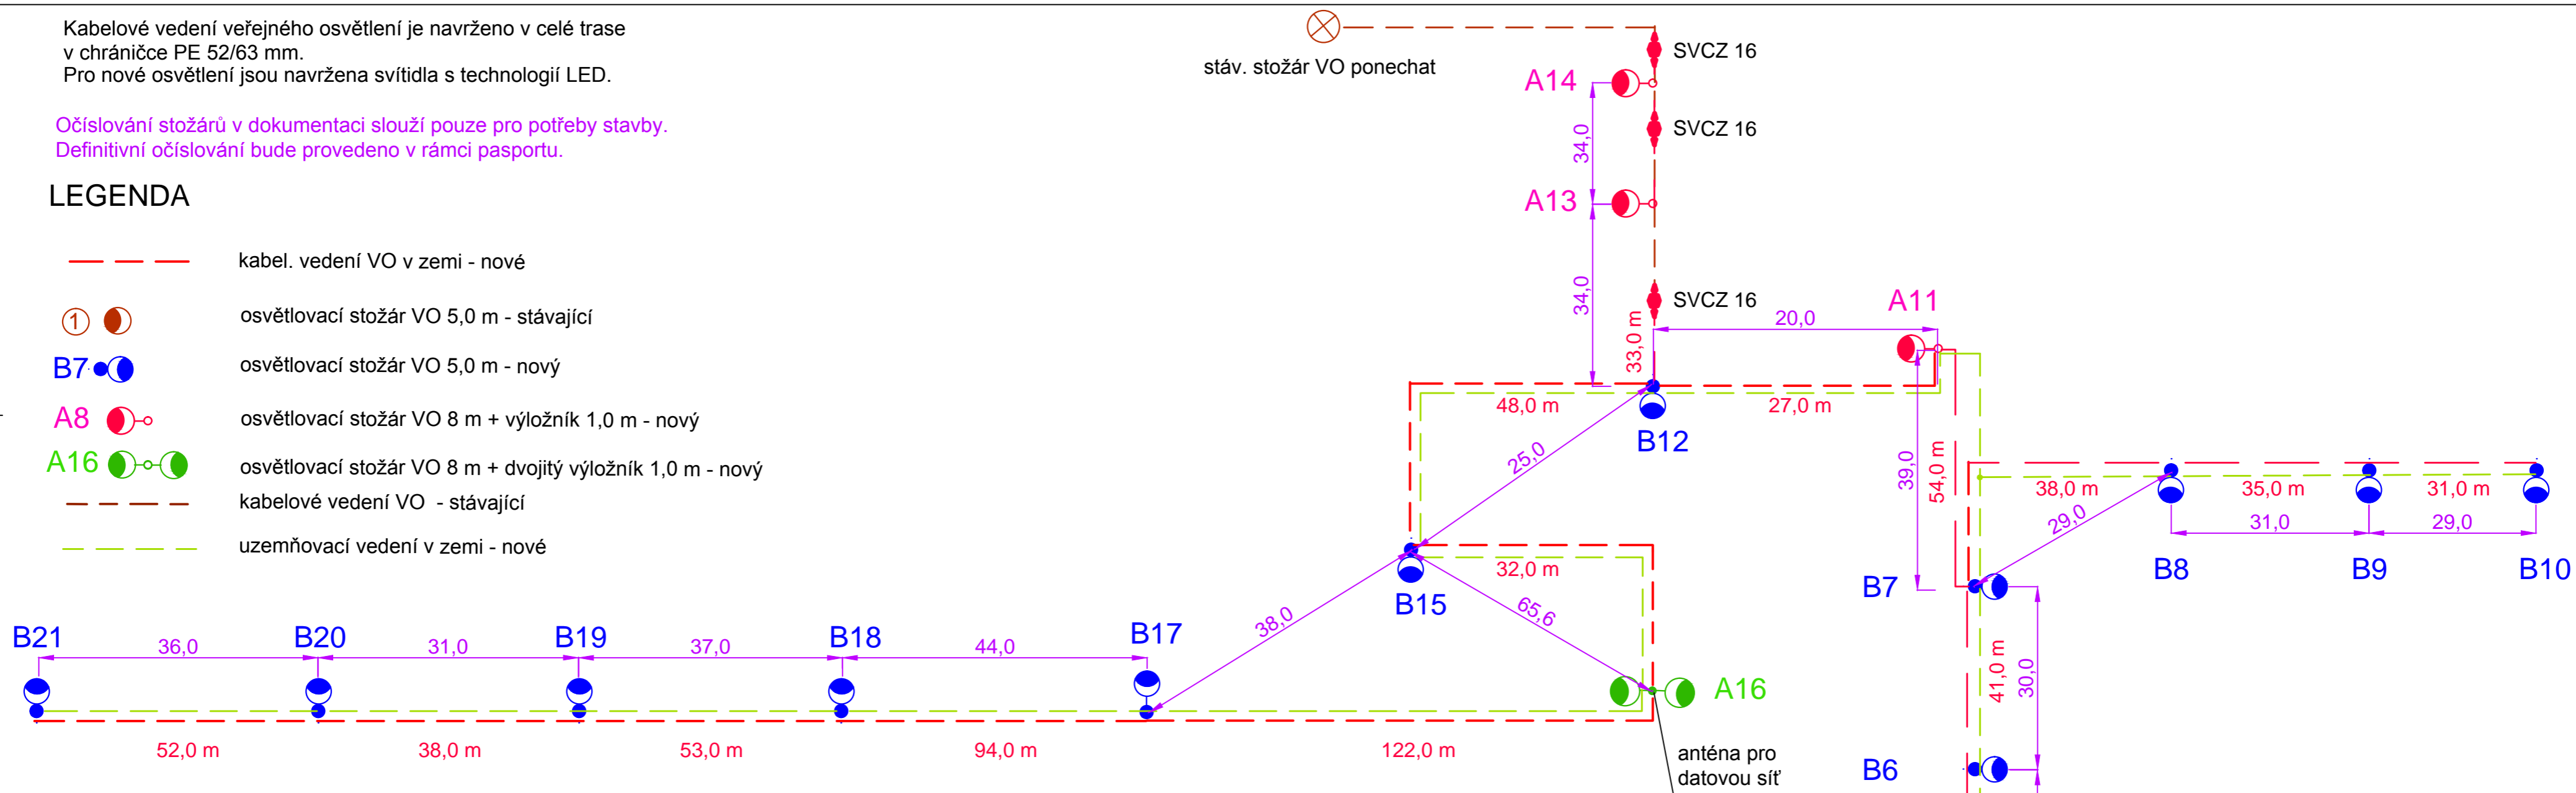 Kabelové vedení veřejného osvětlení je navrženo v celé trase
v chráničce PE 52/63 mm.
Pro nové osvětlení jsou navržena svítidla s technologií LED.
Očíslování stožárů v dokumentaci slouží pouze pro potřeby stavby.
Definitivní očíslování bude provedeno v rámci pasportu.
LEGENDA
kabel. vedení VO v zemi - nové
1 osvětlovací stožár VO 5,0 m - stávající
B7 osvětlovací stožár VO 5,0 m - nový
A8 osvětlovací stožár VO 8 m + výložník 1,0 m - nový
A16 osvětlovací stožár VO 8 m + dvojitý výložník 1,0 m - nový
kabelové vedení VO - stávající
uzemňovací vedení v zemi - nové
stáv. stožár VO ponechat
SVCZ 16
A14
SVCZ 16
34,0
A13
34,0
SVCZ 16
33,0 m
20,0
A11
48,0 m
27,0 m
B12
25,0
39,0
54,0 m
38,0 m
35,0 m
31,0 m
29,0
31,0
29,0
B8
B9
B10
B7
32,0 m
B15
65,6
38,0
B21
36,0
B20
31,0
B19
37,0
B18
44,0
B17
A16
41,0 m
30,0
52,0 m
38,0 m
53,0 m
94,0 m
122,0 m
anténa pro
datovou síť
B6